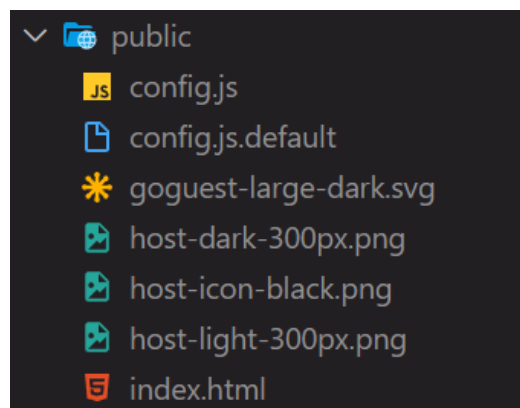 public
JS config.js
config.js.default
goguest-large-dark.svg
host-dark-300px.png
host-icon-black.png
host-light-300px.png
5 index.html